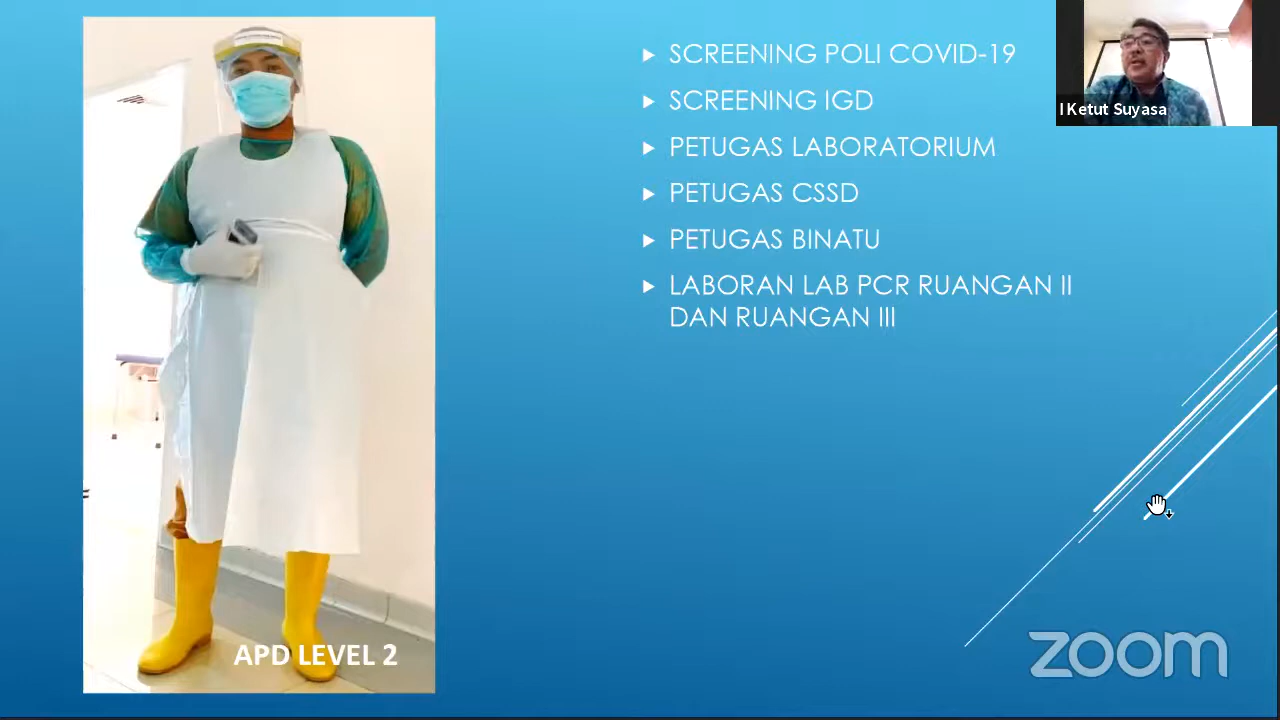 SCREENING POLI COVID-19
SCREENING IGD
PETUGAS LABORATORIUM
PETUGAS CSSD
PETUGAS BINATU
LABORAN LAB PCR RUANGAN II
DAN RUANGAN III
I Ketut Suyasa
APD LEVEL 2
zoom